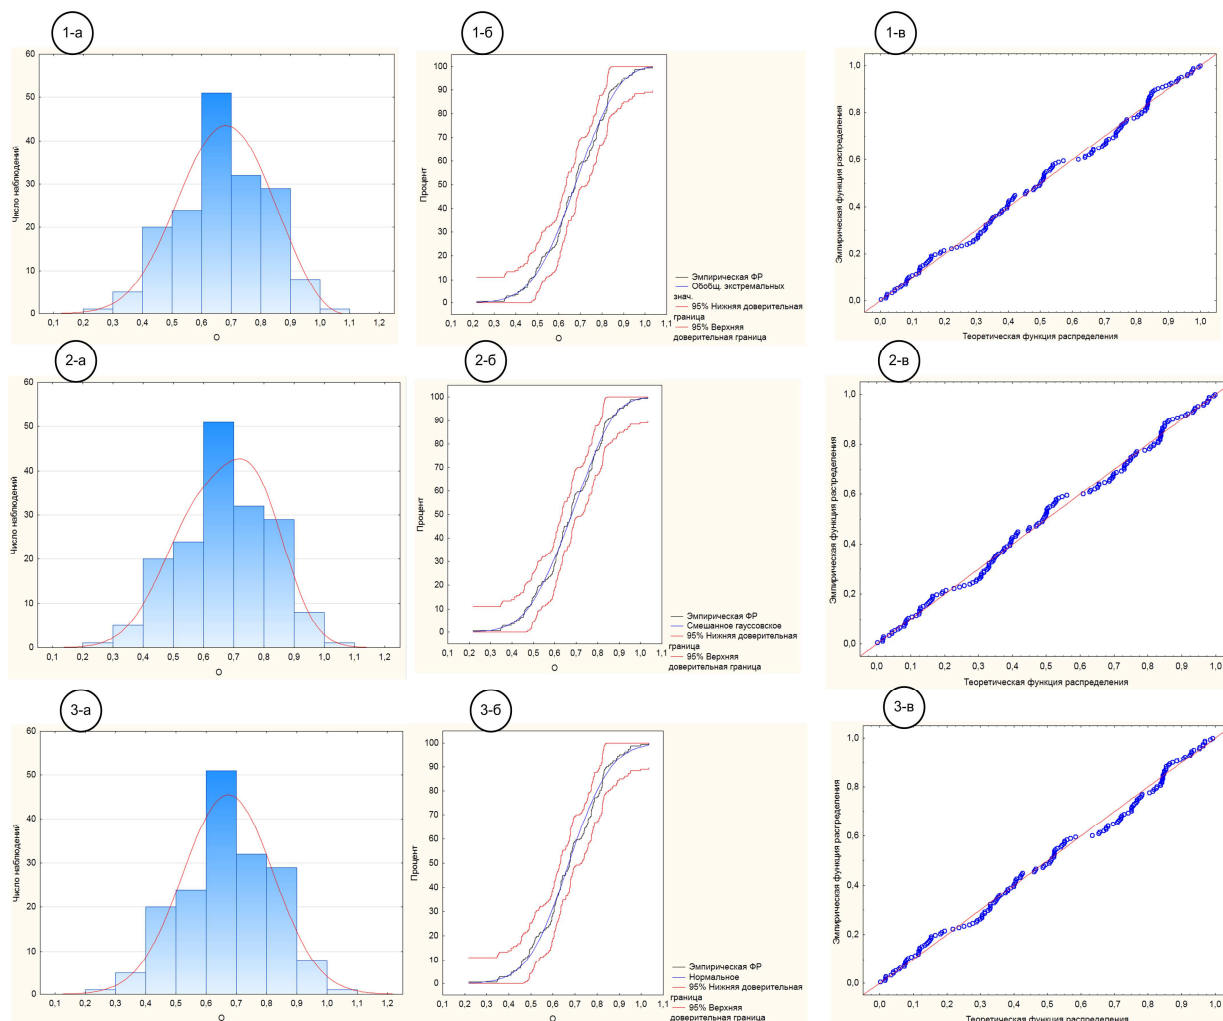 1-а
1-б
1-в
60
50
40
30
20
10
0
Число наблюдений
0,1 0,2 0,3 0,4 0,5 0,6 0,7 0,8 0,9 1,0 1,1 1,2
О
100
90
80
70
60
50
40
30
20
10
0
Процент
0,1 0,2 0,3 0,4 0,5 0,6 0,7 0,8 0,9 1,0 1,1
О
Эмпирическая ФР
Обобщ. экстремальных
знач.
95% Нижняя доверительная
граница
95% Верхняя
доверительная граница
1,0
0,8
0,6
0,4
0,2
0,0
Эмпирическая функция распределения
0,0 0,1 0,2 0,3 0,4 0,5 0,6 0,7 0,8 0,9 1,0
Теоретическая функция распределения
2-а
2-б
2-в
60
50
40
30
20
10
0
Число наблюдений
0,1 0,2 0,3 0,4 0,5 0,6 0,7 0,8 0,9 1,0 1,1 1,2
О
100
90
80
70
60
50
40
30
20
10
0
Процент
0,1 0,2 0,3 0,4 0,5 0,6 0,7 0,8 0,9 1,0 1,1
О
Эмпирическая ФР
Смешанное гауссовское
95% Нижняя доверительная
граница
95% Верхняя
доверительная граница
1,0
0,8
0,6
0,4
0,2
0,0
Эмпирическая функция распределения
0,0 0,1 0,2 0,3 0,4 0,5 0,6 0,7 0,8 0,9 1,0
Теоретическая функция распределения
3-а
3-б
3-в
60
50
40
30
20
10
0
Число наблюдений
0,1 0,2 0,3 0,4 0,5 0,6 0,7 0,8 0,9 1,0 1,1 1,2
О
100
90
80
70
60
50
40
30
20
10
0
Процент
0,1 0,2 0,3 0,4 0,5 0,6 0,7 0,8 0,9 1,0 1,1
О
Эмпирическая ФР
Нормальное
95% Нижняя доверительная
граница
95% Верхняя
доверительная граница
1,0
0,8
0,6
0,4
0,2
0,0
Эмпирическая функция распределения
0,0 0,1 0,2 0,3 0,4 0,5 0,6 0,7 0,8 0,9 1,0
Теоретическая функция распределения